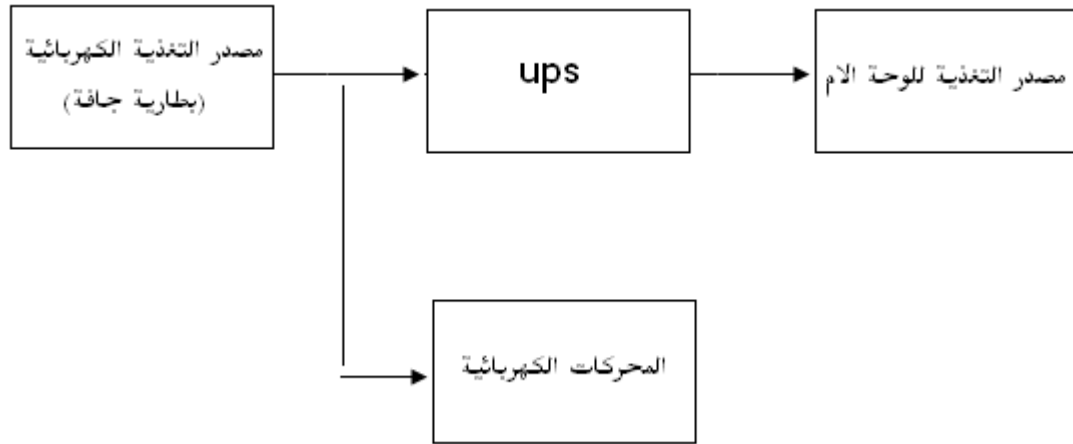 مصدر التغذية الكهربائية
(بطارية جافة)
ups
مصدر التغذية للوحة الام
المحركات الكهربائية